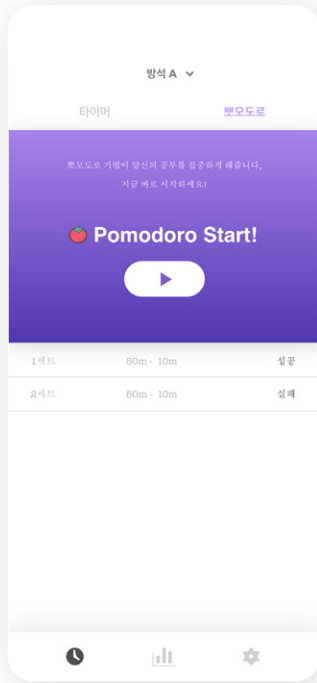 방석 A
타이머 뽀모도로
뽀모도로 기법이 당신의 공부를 집중하게 해줍니다,
지금 바로 시작하세요!
Pomodoro Start!
1세트 50m - 10m 성공
2세트 50m - 10m 실패